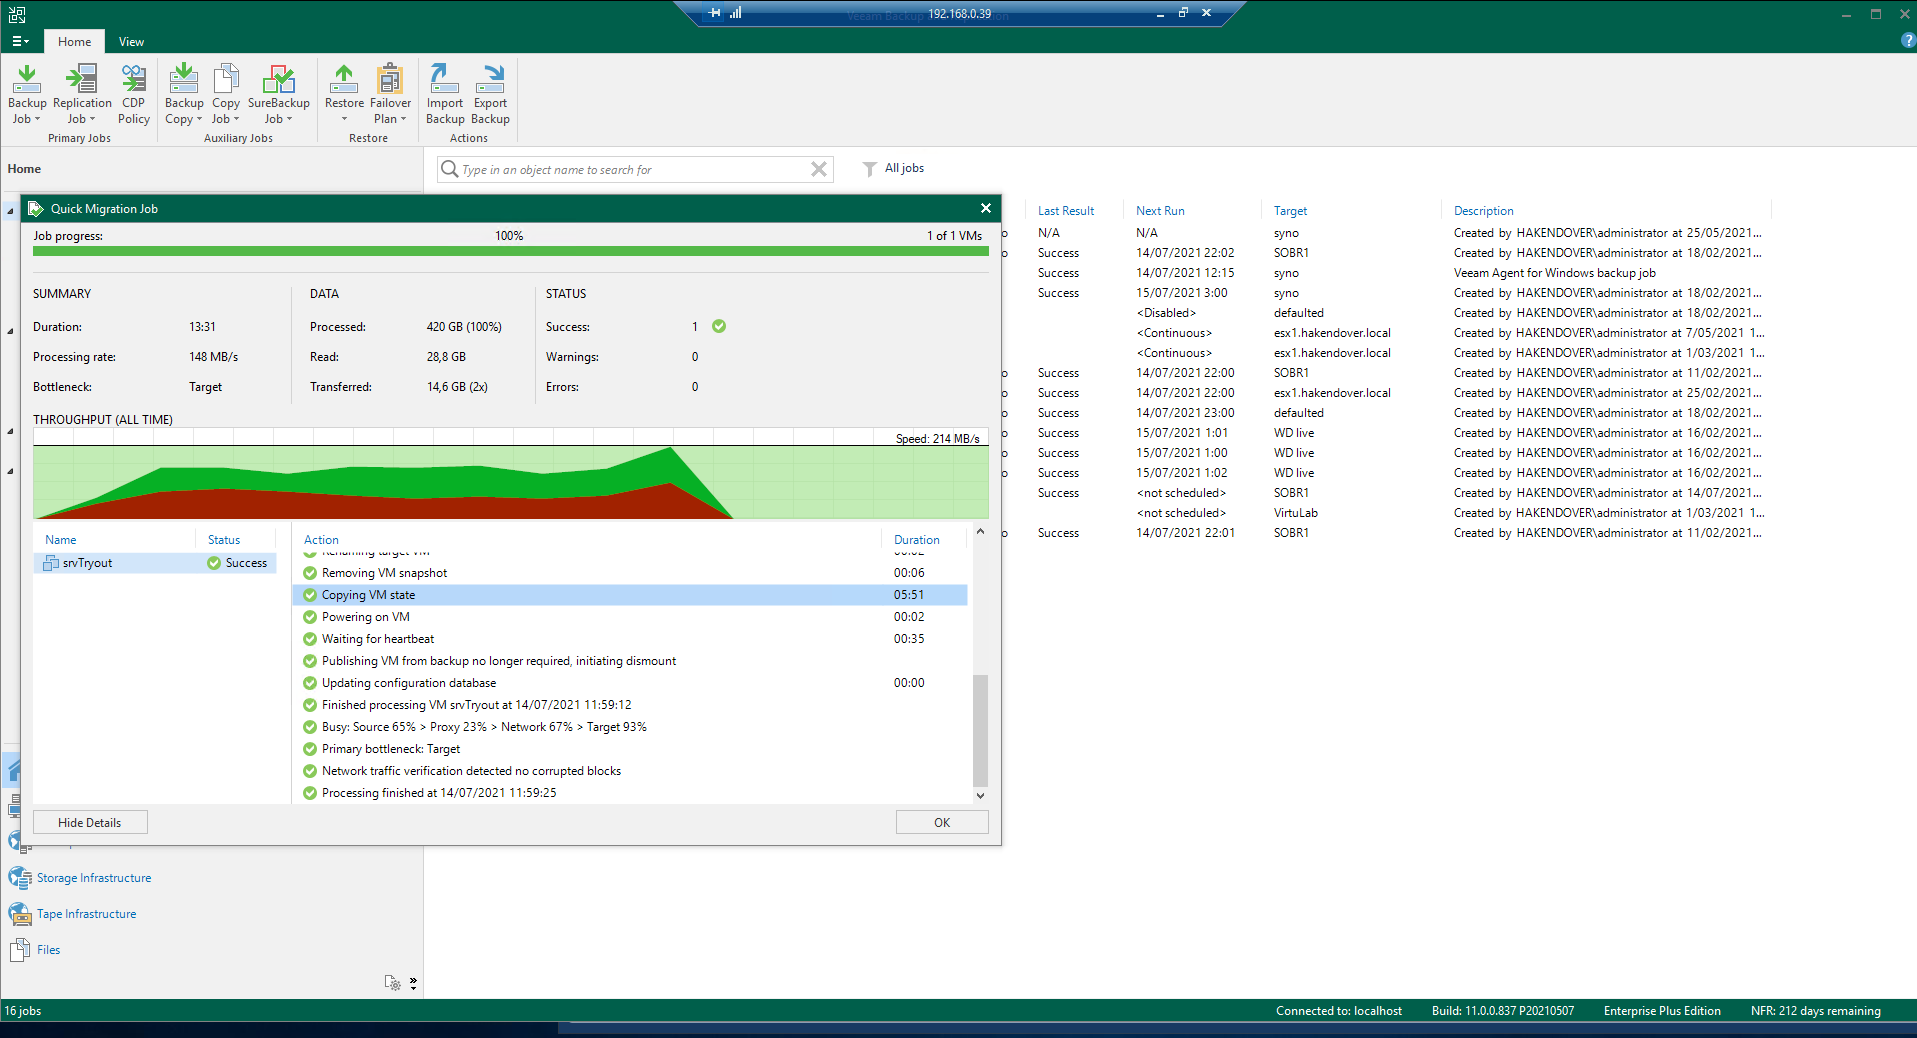 192.168.0.39
Veeam Backup
Home View
Backup Job
Replication Job
CDP Policy
Primary Jobs
Backup Copy
Copy Job
SureBackup Job
Auxiliary Jobs
Restore
Failover Plan
Restore
Import Backup
Export Backup
Actions
Home
Type in an object name to search for
All jobs
Quick Migration Job
Job progress: 100% 1 of 1 VMs
SUMMARY DATA STATUS
Duration: 13:31 Processed: 420 GB (100%) Success: 1
Processing rate: 148 MB/s Read: 28,8 GB Warnings: 0
Bottleneck: Target Transferred: 14,6 GB (2x) Errors: 0
THROUGHPUT (ALL TIME)
Speed: 214 MB/s
Name Status Action Duration
srvTryout Success
Renaming target VM 00:02
Removing VM snapshot 00:06
Copying VM state 05:51
Powering on VM 00:02
Waiting for heartbeat 00:35
Publishing VM from backup no longer required, initiating dismount
Updating configuration database 00:00
Finished processing VM srvTryout at 14/07/2021 11:59:12
Busy: Source 65% > Proxy 23% > Network 67% > Target 93%
Primary bottleneck: Target
Network traffic verification detected no corrupted blocks
Processing finished at 14/07/2021 11:59:25
Hide Details OK
Last Result Next Run Target Description
N/A N/A syno Created by HAKENDOVER\administrator at 25/05/2021...
Success 14/07/2021 22:02 SOBR1 Created by HAKENDOVER\administrator at 18/02/2021...
Success 14/07/2021 12:15 syno Veeam Agent for Windows backup job
Success 15/07/2021 3:00 syno Created by HAKENDOVER\administrator at 18/02/2021...
<Disabled> defaulted Created by HAKENDOVER\administrator at 18/02/2021...
<Continuous> esx1.hakendover.local Created by HAKENDOVER\administrator at 7/05/2021 1...
<Continuous> esx1.hakendover.local Created by HAKENDOVER\administrator at 1/03/2021 1...
Success 14/07/2021 22:00 SOBR1 Created by HAKENDOVER\administrator at 11/02/2021...
Success 14/07/2021 22:00 esx1.hakendover.local Created by HAKENDOVER\administrator at 25/02/2021...
Success 14/07/2021 23:00 defaulted Created by HAKENDOVER\administrator at 18/02/2021...
Success 15/07/2021 1:01 WD live Created by HAKENDOVER\administrator at 16/02/2021...
Success 15/07/2021 1:00 WD live Created by HAKENDOVER\administrator at 16/02/2021...
Success 15/07/2021 1:02 WD live Created by HAKENDOVER\administrator at 16/02/2021...
Success <not scheduled> SOBR1 Created by HAKENDOVER\administrator at 14/07/2021...
<not scheduled> VirtuLab Created by HAKENDOVER\administrator at 1/03/2021 1...
Success 14/07/2021 22:01 SOBR1 Created by HAKENDOVER\administrator at 11/02/2021...
Storage Infrastructure
Tape Infrastructure
Files
16 jobs
Connected to: localhost Build: 11.0.0.837 P20210507 Enterprise Plus Edition NFR: 212 days remaining